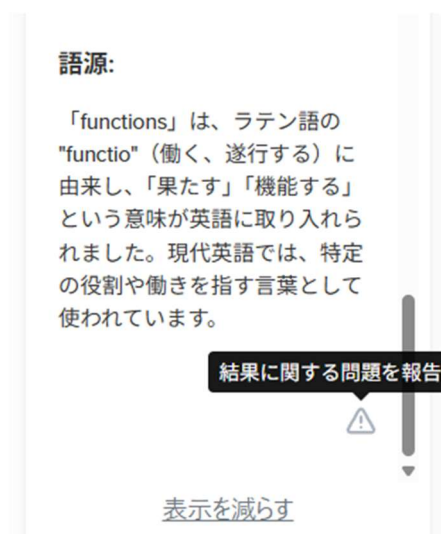 語源:
「functions」は、ラテン語の
"functio"（働く、遂行する）に
由来し、「果たす」「機能する」
という意味が英語に取り入れら
れました。現代英語では、特定
の役割や働きを指す言葉として
使われています。
結果に関する問題を報告
表示を減らす